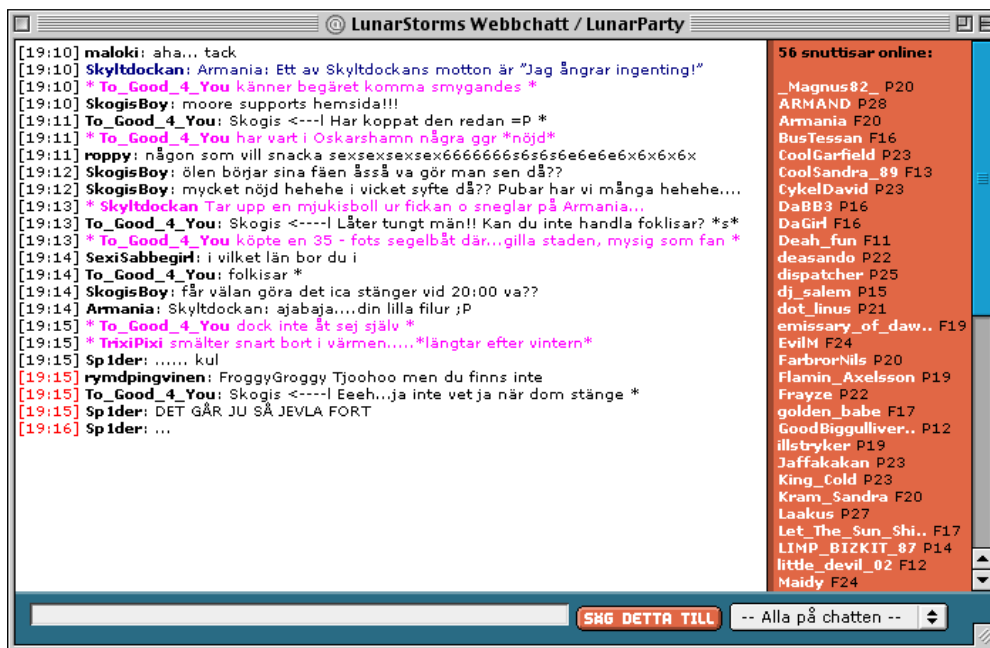 LunarStorms Webbchatt / LunarParty
[19:10] maloki: aha... tack
[19:10] Skyltdockan: Armania: Ett av Skyltdockans motton är ”Jag ångrar ingenting!”
[19:10] * To_Good_4_You känner begäret komma smygandes *
[19:10] SkogisBoy: moore supports hemsida!!!
[19:11] To_Good_4_You: Skogis <---l Har koppat den redan =P *
[19:11] * To_Good_4_You har vart i Oskarshamn några ggr *nöjd*
[19:11] roppy: någon som vill snacka sexsexsexsex6666666s6s6s6e6e6e6x6x6x6x
[19:12] SkogisBoy: ölen börjar sina fäen åsså va gör man sen då??
[19:12] SkogisBoy: mycket nöjd hehehe i vicket syfte då?? Pubar har vi många hehehe....
[19:13] * Skyltdockan Tar upp en mjukisboll ur fickan o sneglar på Armania...
[19:13] To_Good_4_You: Skogis <----l Låter tungt män!! Kan du inte handla foklisar? *s*
[19:13] * To_Good_4_You köpte en 35 - fots segelbåt där...gilla staden, mysig som fan *
[19:14] SexiSabbegirl: i vilket län bor du i
[19:14] To_Good_4_You: folkisar *
[19:14] SkogisBoy: får välan göra det ica stänger vid 20:00 va??
[19:14] Armania: Skyltdockan: ajabaja....din lilla filur ;P
[19:15] * To_Good_4_You dock inte åt sej själv *
[19:15] * TrixiPixi smälter snart bort i värmen.....*längtar efter vintern*
[19:15] Sp1der: ...... kul
[19:15] rymdpingvinen: FroggyGroggy Tjoohoo men du finns inte
[19:15] To_Good_4_You: Skogis <----l Eeeh...ja inte vet ja när dom stänge *
[19:15] Sp1der: DET GÅR JU SÅ JEVLA FORT
[19:16] Sp1der: ...
56 snuttisar online:
_Magnus82_ P20
ARMAND P28
Armania F20
BusTessan F16
CoolGarfield P23
CoolSandra_89 F13
CykelDavid P23
DaBB3 P16
DaGirl F16
Deah_fun F11
deasando P22
dispatcher P25
dj_salem P15
dot_linus P21
emissary_of_daw.. F19
EvilM F24
FarbrorNils P20
Flamin_Axelsson P19
Frayze P22
golden_babe F17
GoodBiggulliver.. P12
illstryker P19
Jaffakakan P23
King_Cold P23
Kram_Sandra F20
Laakus P27
Let_The_Sun_Shi.. F17
LIMP_BIZKIT_87 P14
little_devil_02 F12
Maidy F24
SÄG DETTA TILL
-- Alla på chatten --